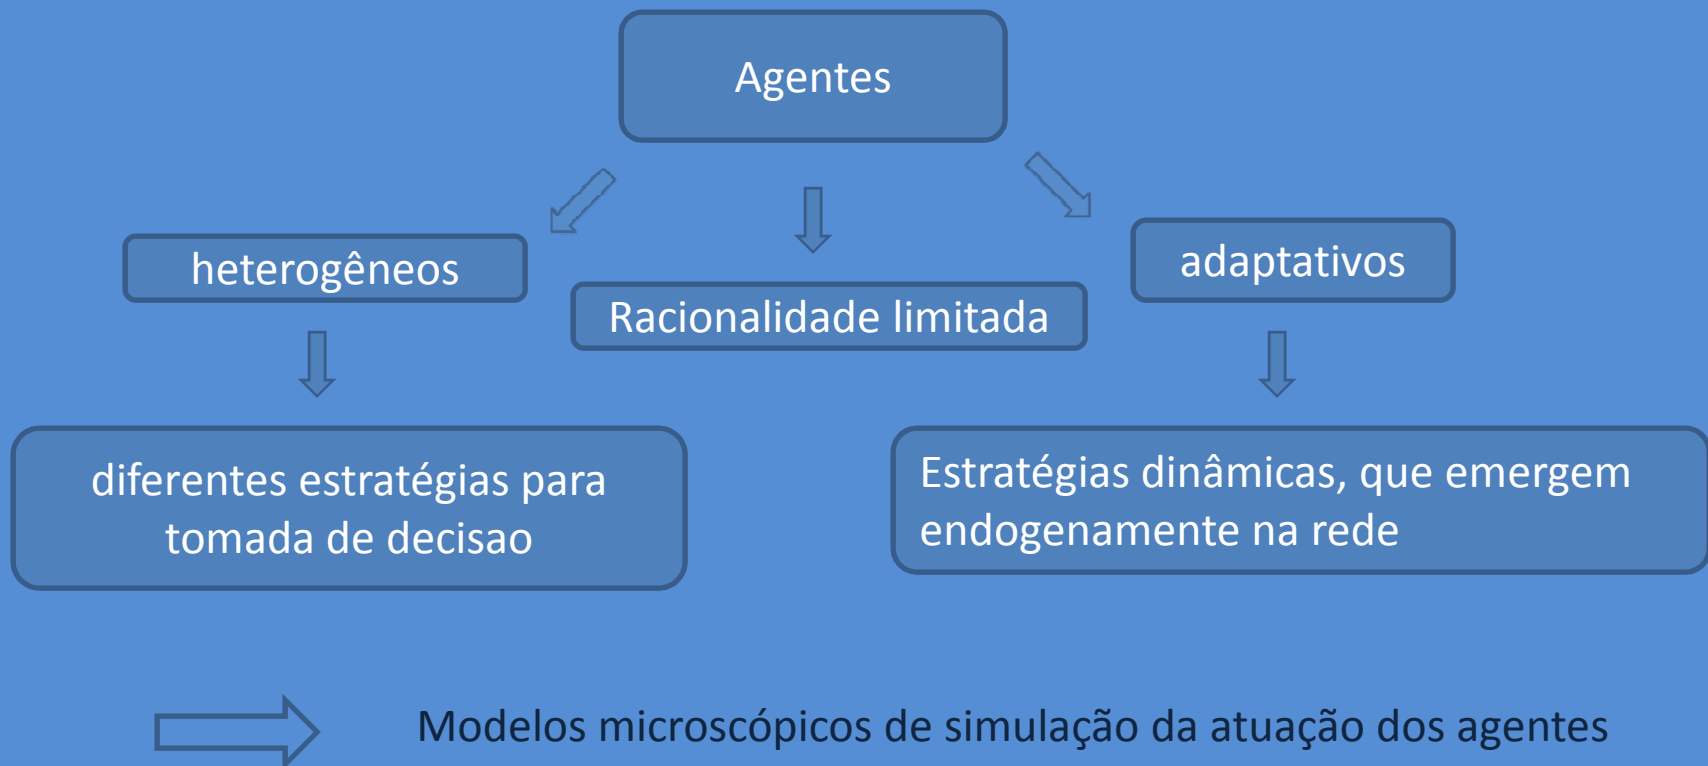 Agentes
heterogêneos
Racionalidade limitada
adaptativos
diferentes estratégias para
tomada de decisao
Estratégias dinâmicas, que emergem
endogenamente na rede
Modelos microscópicos de simulação da atuação dos agentes